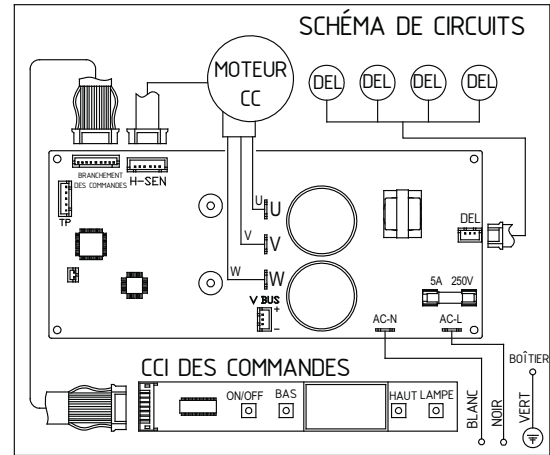 SCHÉMA DE CIRCUITS
MOTEUR
CC
DEL
DEL
DEL
DEL
BRANCHEMENT
DES COMMANDES
H-SEN
TP
U
U
V
V
W
W
V BUS
+
-
DEL
5A 250V
AC-N
AC-L
CCI DES COMMANDES
ON/OFF
BAS
HAUT
LAMPE
BLANC
NOIR
VERT
BOÎTIER